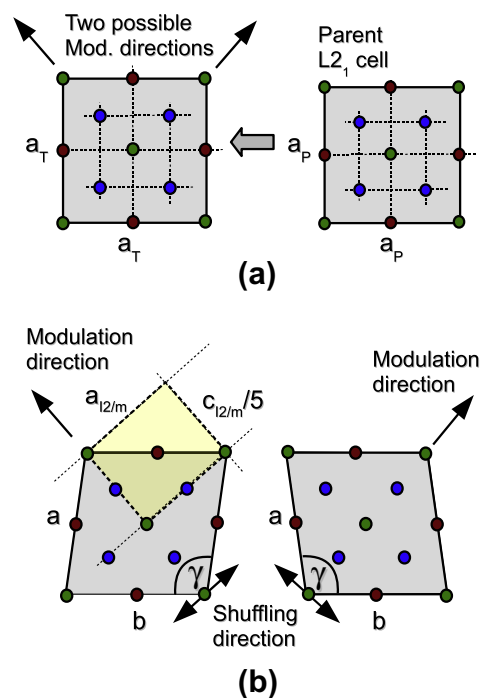 Two possible
Mod. directions
Parent
L2₁ cell
a_T
a_P
a_T
a_P
(a)
Modulation
direction
a_I2/m
c_I2/m/5
Modulation
direction
a
γ
a
γ
b
Shuffling
direction
b
(b)